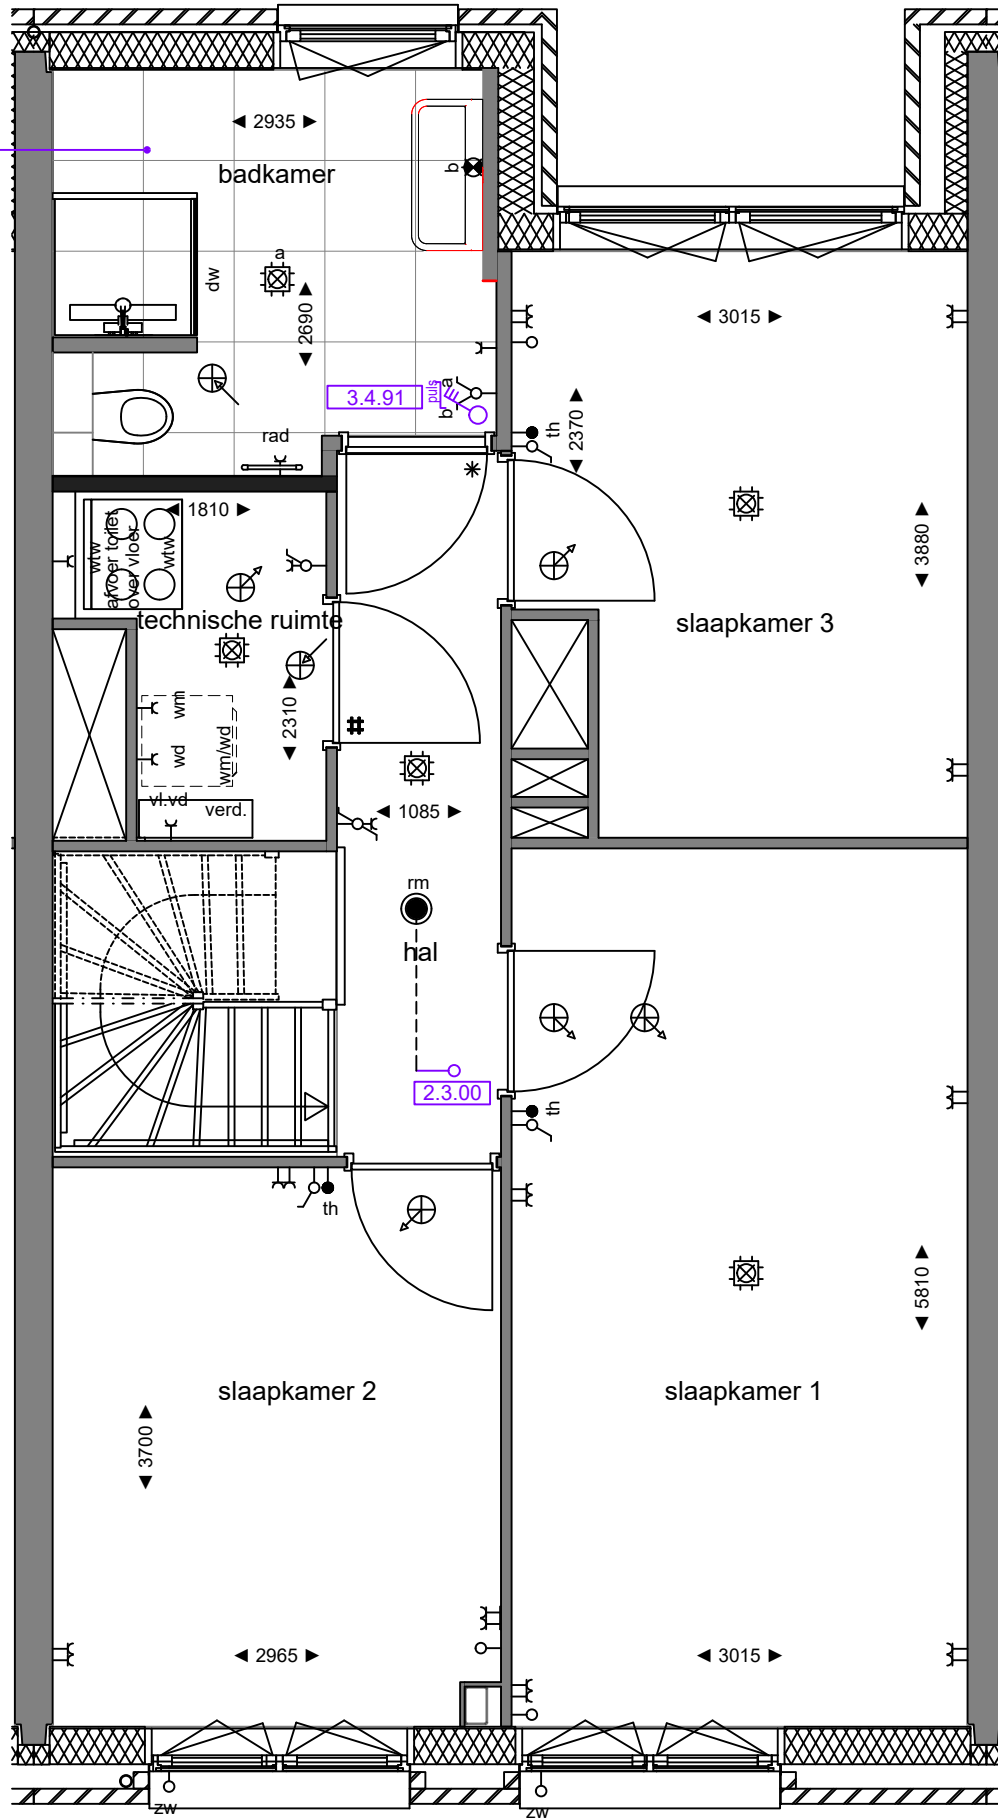 ◄ 2935 ►
badkamer
b
a
dw
◄ 2690 ►
◄ 3015 ►
3.4.91
puls
a
b
◄ 2370 ►
th
rad
◄ 1810 ►
wtw
afvoer toilet
over vloer
wtw
◄ 3880 ►
technische ruimte
slaapkamer 3
◄ 2310 ►
wm
wd
wm/wd
vl.vd
verd.
◄ 1085 ►
rm
hal
2.3.00
th
th
◄ 5810 ►
slaapkamer 2
slaapkamer 1
◄ 3700 ►
◄ 2965 ►
◄ 3015 ►
zw
zw